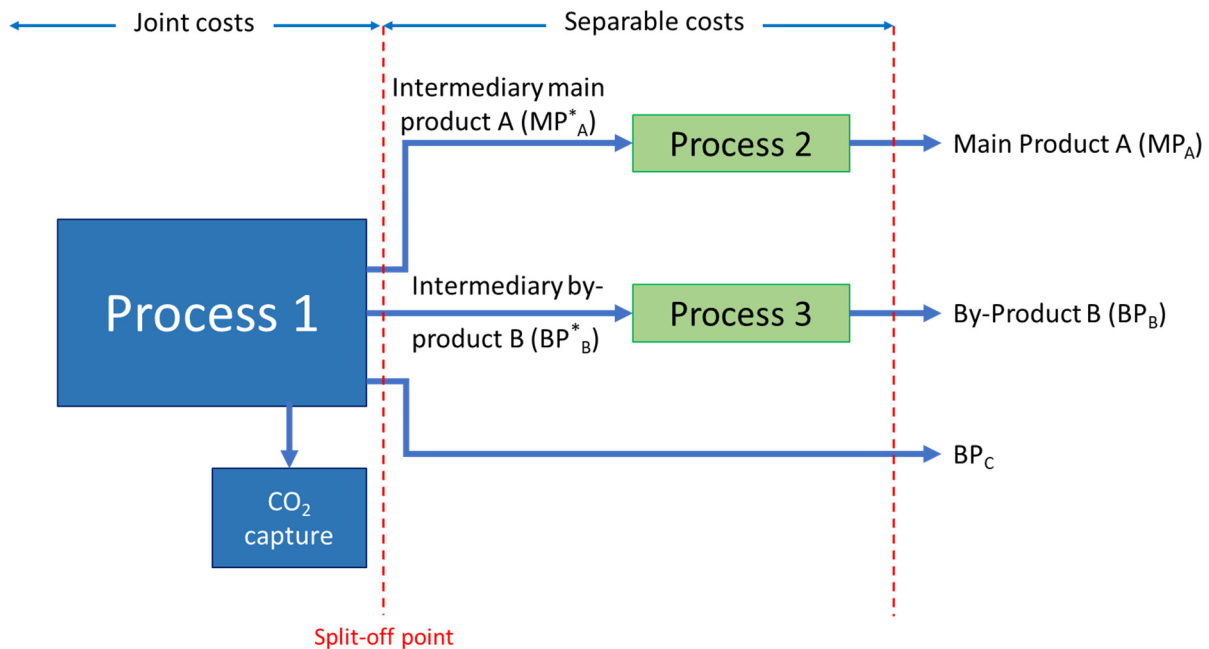 Joint costs
Separable costs
Intermediary main
product A (MP*A)
Process 2
Main Product A (MPA)
Process 1
Intermediary by-
product B (BP*B)
Process 3
By-Product B (BPB)
BPC
CO2
capture
Split-off point